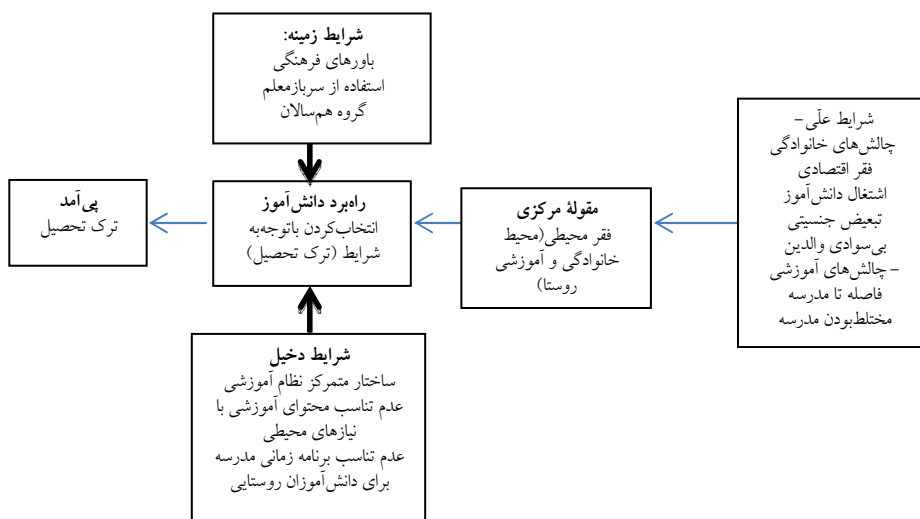 شرایط زمینه:
باورهای فرهنگی
استفاده از سربازمعلم
گروه هم‌سالان
شرایط علّی –
چالش‌های خانوادگی
فقر اقتصادی
اشتغال دانش‌آموز
تبعیض جنسیتی
بی‌سوادی والدین
– چالش‌های آموزشی
فاصله تا مدرسه
مختلط‌بودن مدرسه
مقولهٔ مرکزی
فقر محیطی(محیط
خانوادگی و آموزشی
روستا)
راه‌برد دانش‌آموز
انتخاب‌کردن باتوجه‌به
شرایط (ترک تحصیل)
پی‌آمد
ترک تحصیل
شرایط دخیل
ساختار متمرکز نظام آموزشی
عدم تناسب محتوای آموزشی با
نیازهای محیطی
عدم تناسب برنامه زمانی مدرسه
برای دانش‌آموزان روستایی